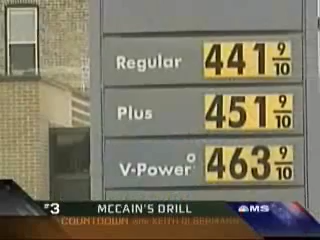 Regular 441 9/10
Plus 451 9/10
V-Power 463 9/10
#3 MCCAIN'S DRILL MS
COUNTDOWN WITH KEITH OLBERMANN